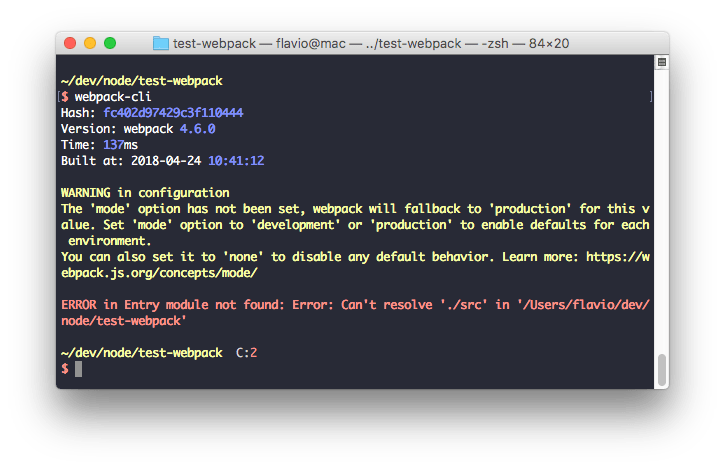 test-webpack — flavio@mac — ../test-webpack — -zsh — 84×20
~/dev/node/test-webpack
[$ webpack-cli ]
Hash: fc402d97429c3f110444
Version: webpack 4.6.0
Time: 137ms
Built at: 2018-04-24 10:41:12
WARNING in configuration
The 'mode' option has not been set, webpack will fallback to 'production' for this v
alue. Set 'mode' option to 'development' or 'production' to enable defaults for each
 environment.
You can also set it to 'none' to disable any default behavior. Learn more: https://w
ebpack.js.org/concepts/mode/
ERROR in Entry module not found: Error: Can't resolve './src' in '/Users/flavio/dev/
node/test-webpack'
~/dev/node/test-webpack  C:2
$